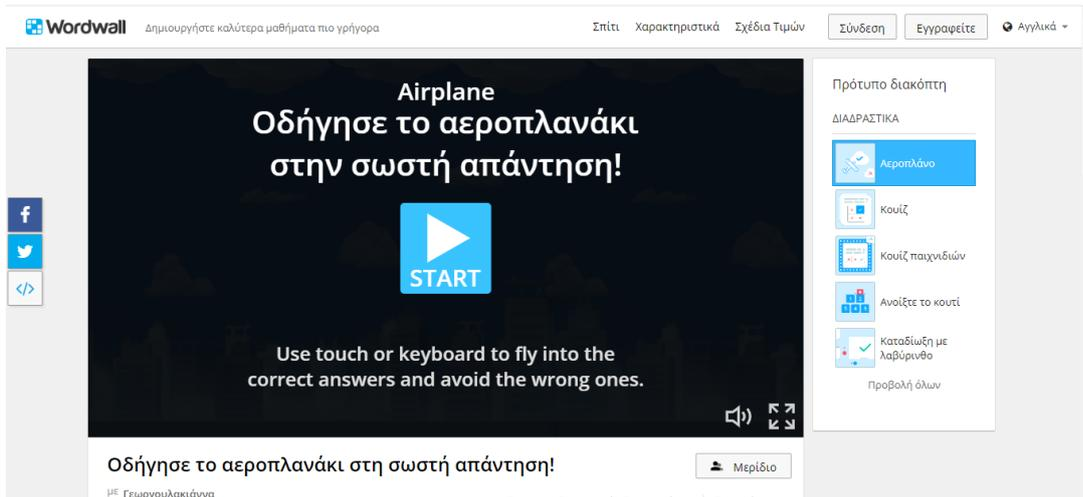 Wordwall Δημιουργήστε καλύτερα μαθήματα πιο γρήγορα Σπίτι Χαρακτηριστικά Σχέδια Τιμών Σύνδεση Εγγραφείτε Αγγλικά
Airplane
Οδήγησε το αεροπλανάκι
στην σωστή απάντηση!
START
Use touch or keyboard to fly into the
correct answers and avoid the wrong ones.
Πρότυπο διακόπτη
ΔΙΑΔΡΑΣΤΙΚΑ
Αεροπλάνο
Κουίζ
Κουίζ παιχνιδιών
Ανοίξτε το κουτί
Καταδίωξη με
λαβύρινθο
Προβολή όλων
Οδήγησε το αεροπλανάκι στη σωστή απάντηση!
Μερίδιο
με Γεωργουλακιάννα